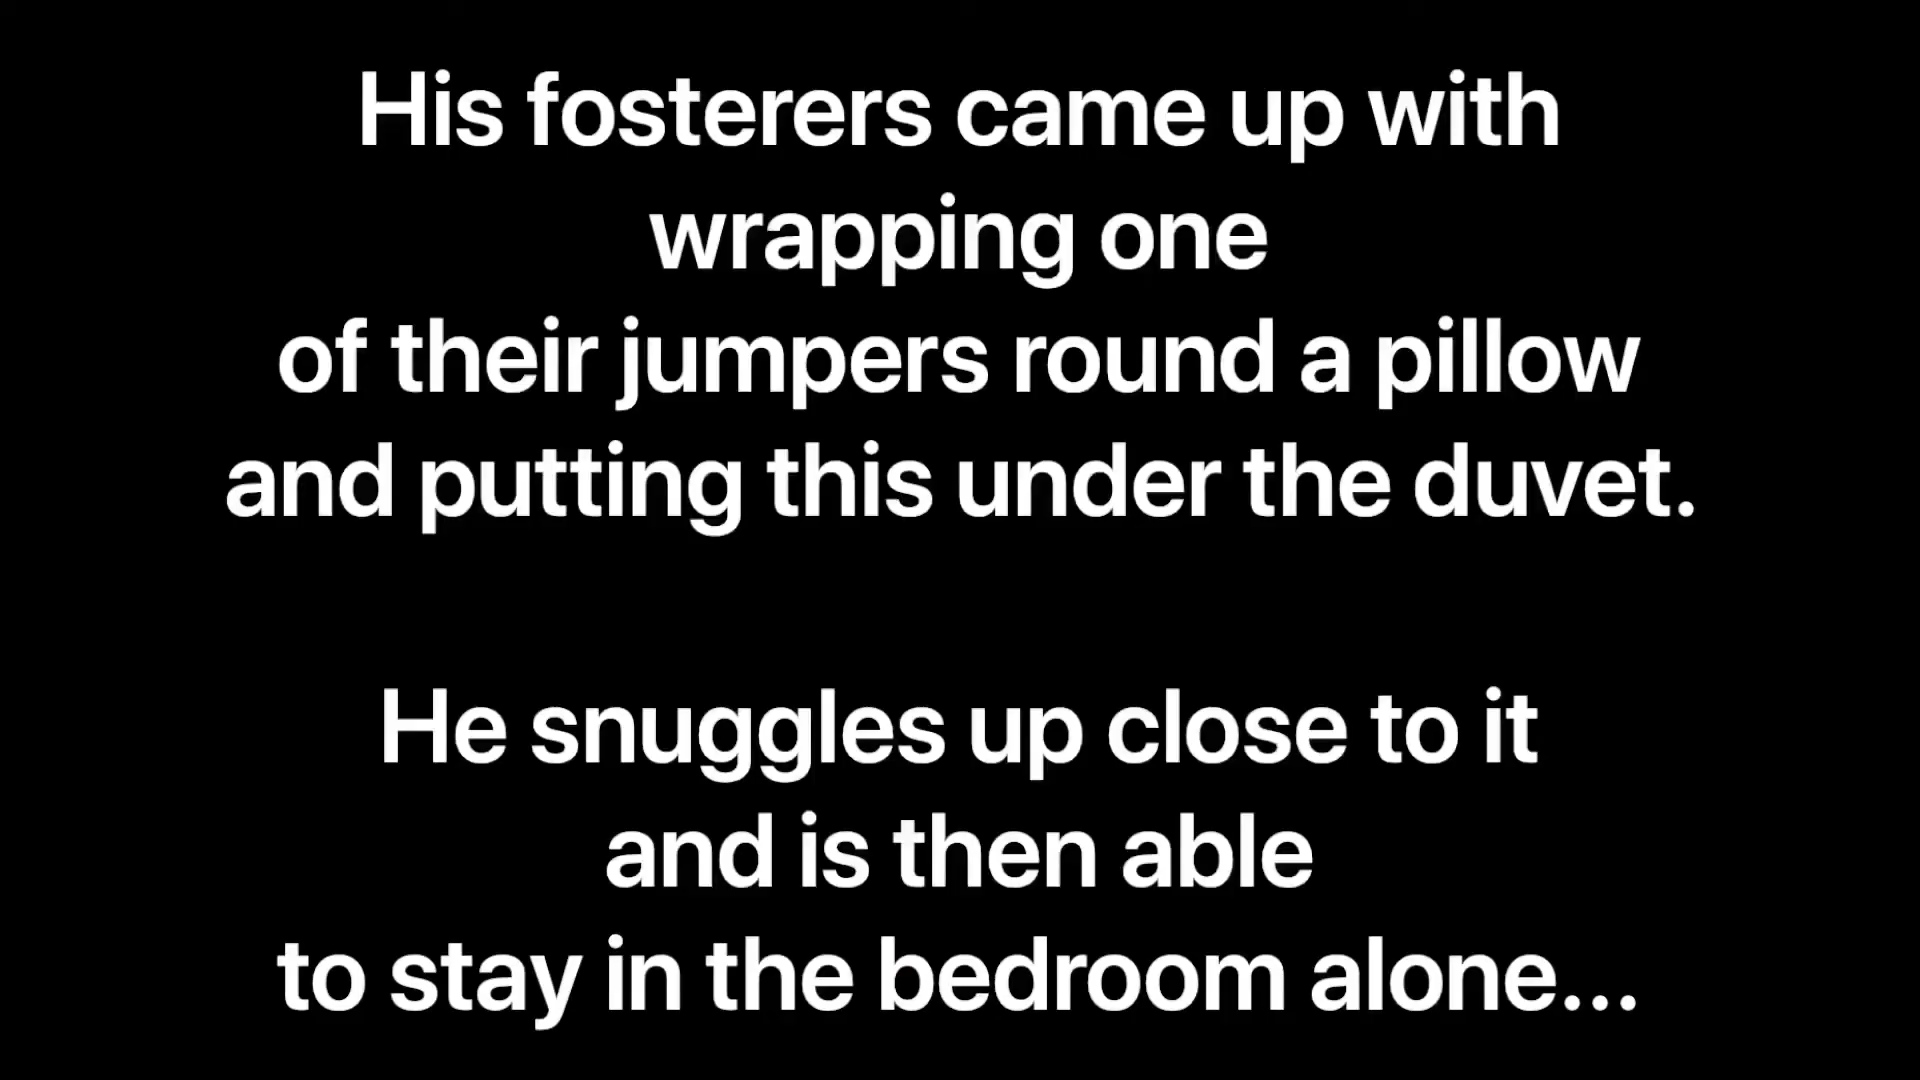 His fosterers came up with
wrapping one
of their jumpers round a pillow
and putting this under the duvet.
He snuggles up close to it
and is then able
to stay in the bedroom alone...